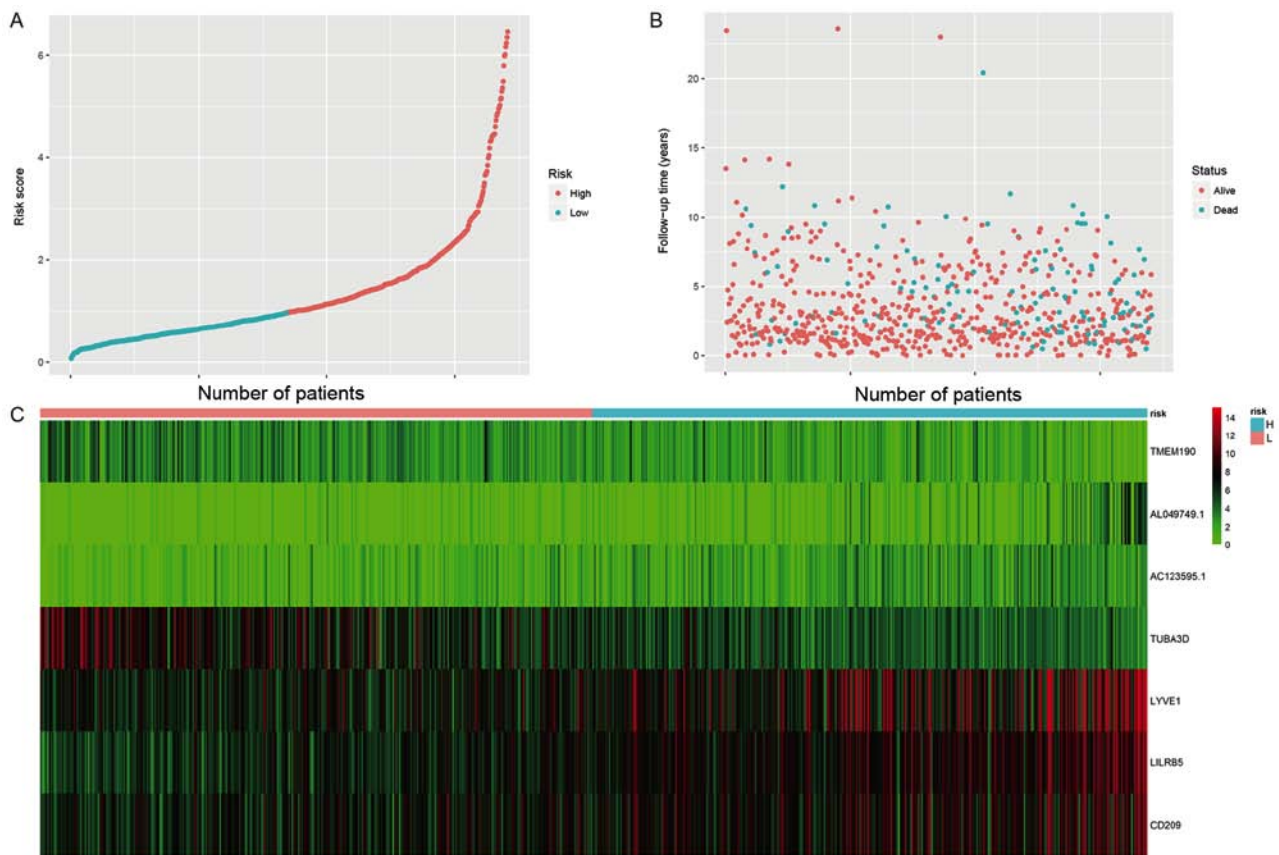 A
Risk score
6
4
2
0
Number of patients
Risk
High
Low
B
Follow-up time (years)
20
15
10
5
0
Number of patients
Status
Alive
Dead
C
risk
TMEM190
AL049749.1
AC123595.1
TUBA3D
LYVE1
LILRB5
CD209
14
12
10
8
6
4
2
0
risk
H
L